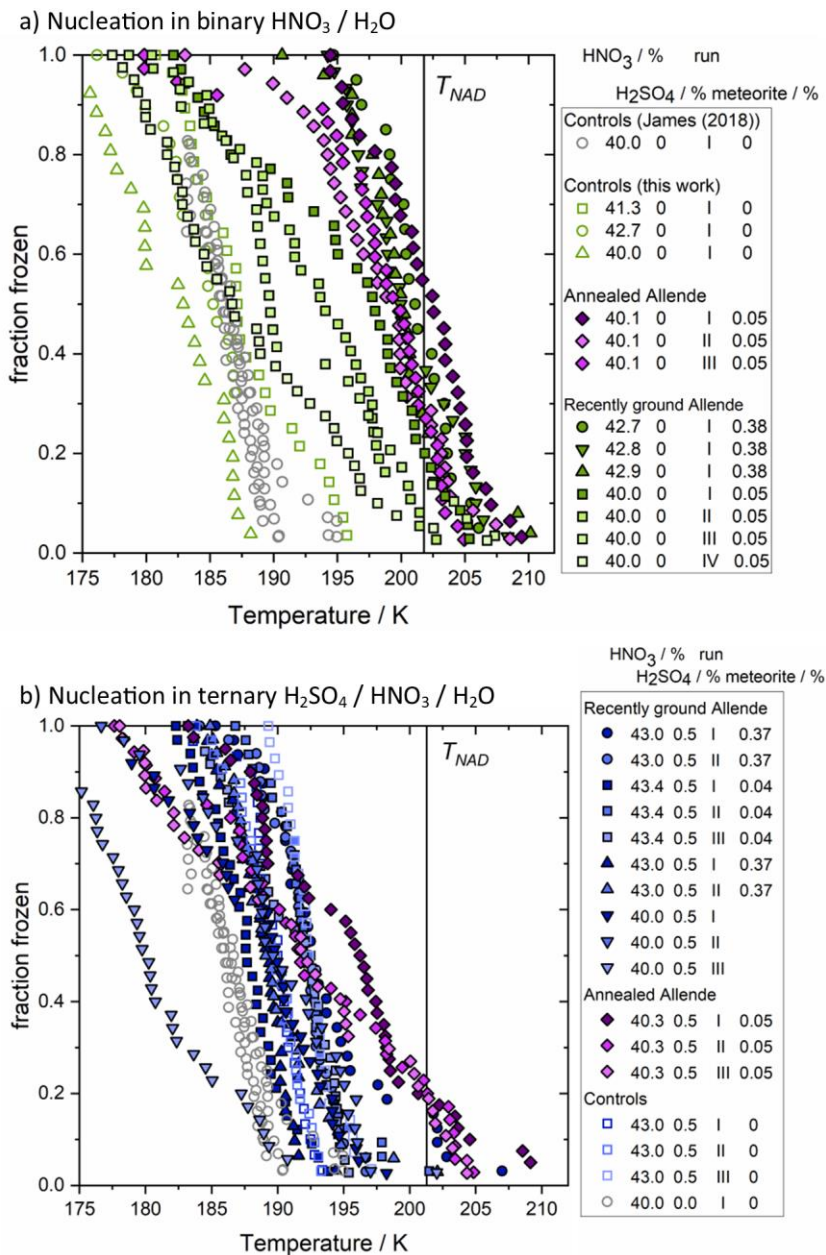 a) Nucleation in binary HNO₃ / H₂O
HNO₃ / % run
H₂SO₄ / % meteorite / %
T_NAD
Controls (James (2018))
40.0 0 I 0
Controls (this work)
41.3 0 I 0
42.7 0 I 0
40.0 0 I 0
Annealed Allende
40.1 0 I 0.05
40.1 0 II 0.05
40.1 0 III 0.05
Recently ground Allende
42.7 0 I 0.38
42.8 0 I 0.38
42.9 0 I 0.38
40.0 0 I 0.05
40.0 0 II 0.05
40.0 0 III 0.05
40.0 0 IV 0.05
fraction frozen
1.0
0.8
0.6
0.4
0.2
0.0
175 180 185 190 195 200 205 210
Temperature / K
b) Nucleation in ternary H₂SO₄ / HNO₃ / H₂O
HNO₃ / % run
H₂SO₄ / % meteorite / %
T_NAD
Recently ground Allende
43.0 0.5 I 0.37
43.0 0.5 II 0.37
43.4 0.5 I 0.04
43.4 0.5 II 0.04
43.4 0.5 III 0.04
43.0 0.5 I 0.37
43.0 0.5 II 0.37
40.0 0.5 I
40.0 0.5 II
40.0 0.5 III
Annealed Allende
40.3 0.5 I 0.05
40.3 0.5 II 0.05
40.3 0.5 III 0.05
Controls
43.0 0.5 I 0
43.0 0.5 II 0
43.0 0.5 III 0
40.0 0.0 I 0
fraction frozen
1.0
0.8
0.6
0.4
0.2
0.0
175 180 185 190 195 200 205 210
Temperature / K